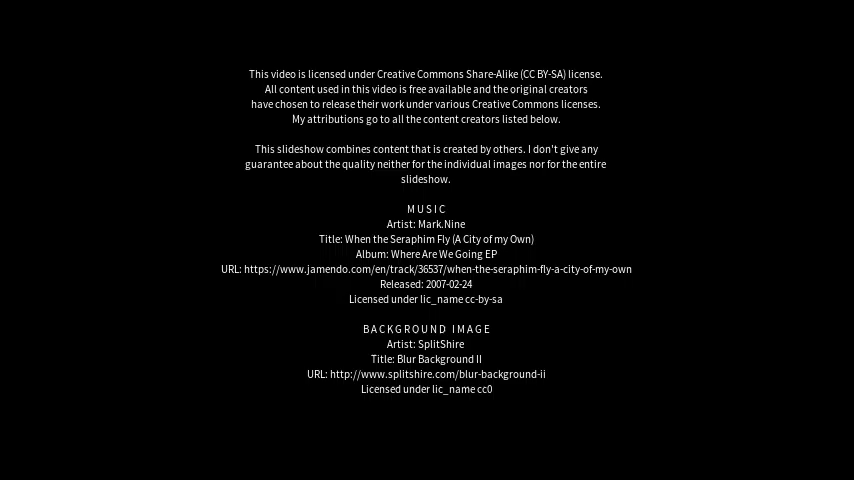 This video is licensed under Creative Commons Share-Alike (CC BY-SA) license.
All content used in this video is free available and the original creators
have chosen to release their work under various Creative Commons licenses.
My attributions go to all the content creators listed below.
This slideshow combines content that is created by others. I don't give any
guarantee about the quality neither for the individual images nor for the entire
slideshow.
MUSIC
Artist: Mark.Nine
Title: When the Seraphim Fly (A City of my Own)
Album: Where Are We Going EP
URL: https://www.jamendo.com/en/track/36537/when-the-seraphim-fly-a-city-of-my-own
Released: 2007-02-24
Licensed under lic_name cc-by-sa
BACKGROUND IMAGE
Artist: SplitShire
Title: Blur Background II
URL: http://www.splitshire.com/blur-background-ii
Licensed under lic_name cc0